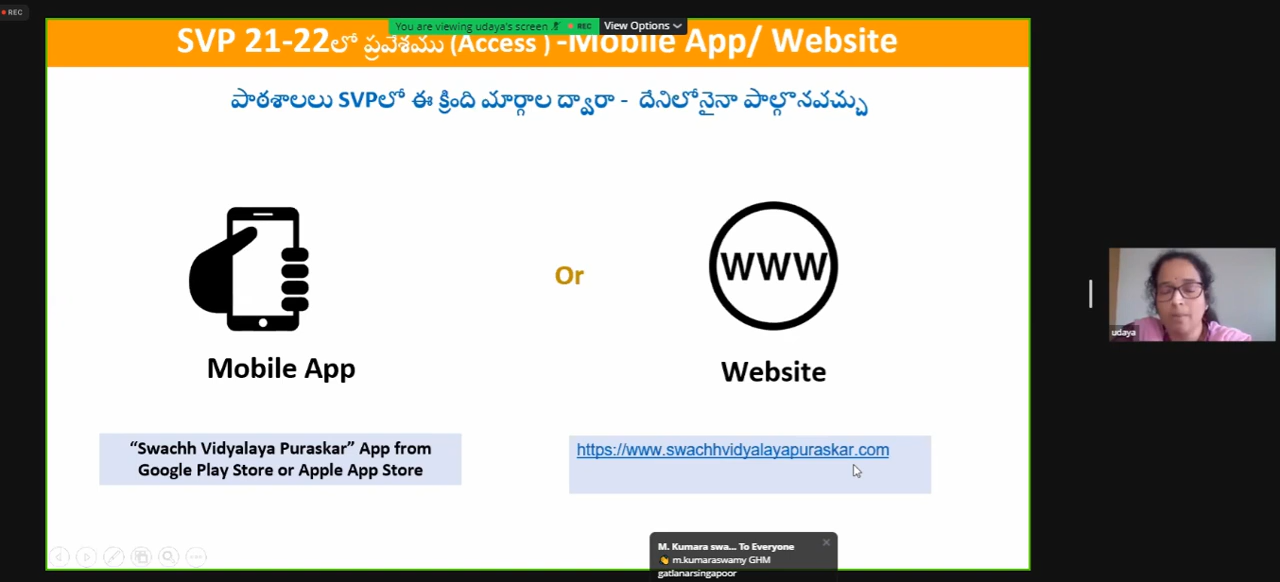 REC
You are viewing udaya's screen
REC
View Options
SVP 21-22లో ప్రవేశము (Access ) -Mobile App/ Website
పాఠశాలలు SVPలో ఈ క్రింది మార్గాల ద్వారా - దేనిలోనైనా పాల్గొనవచ్చు
Or
WWW
Mobile App
Website
“Swachh Vidyalaya Puraskar” App from
Google Play Store or Apple App Store
https://www.swachhvidyalayapuraskar.com
udaya
M. Kumara swa... To Everyone
👋 m.kumaraswamy GHM
gatlanarsingapoor